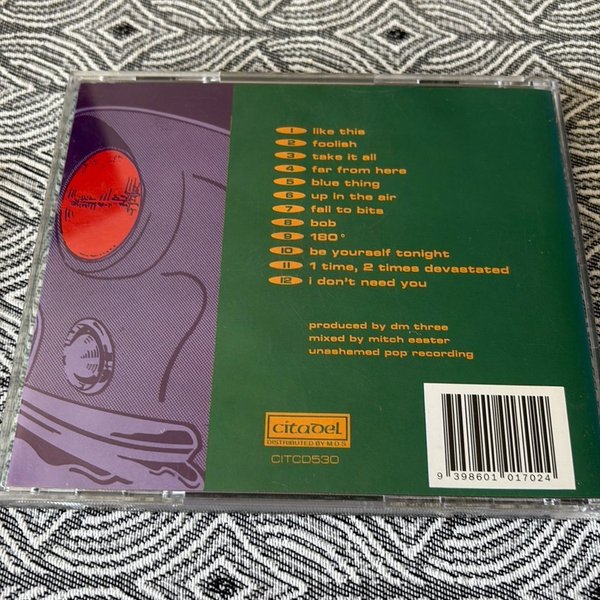 1 like this
2 foolish
3 take it all
4 far from here
5 blue thing
6 up in the air
7 fall to bits
8 bob
9 180°
10 be yourself tonight
11 1 time, 2 times devastated
12 i don't need you
produced by dm three
mixed by mitch easter
unashamed pop recording
citadel
DISTRIBUTED BY M.D.S.
CITCD530
9 398601 017024